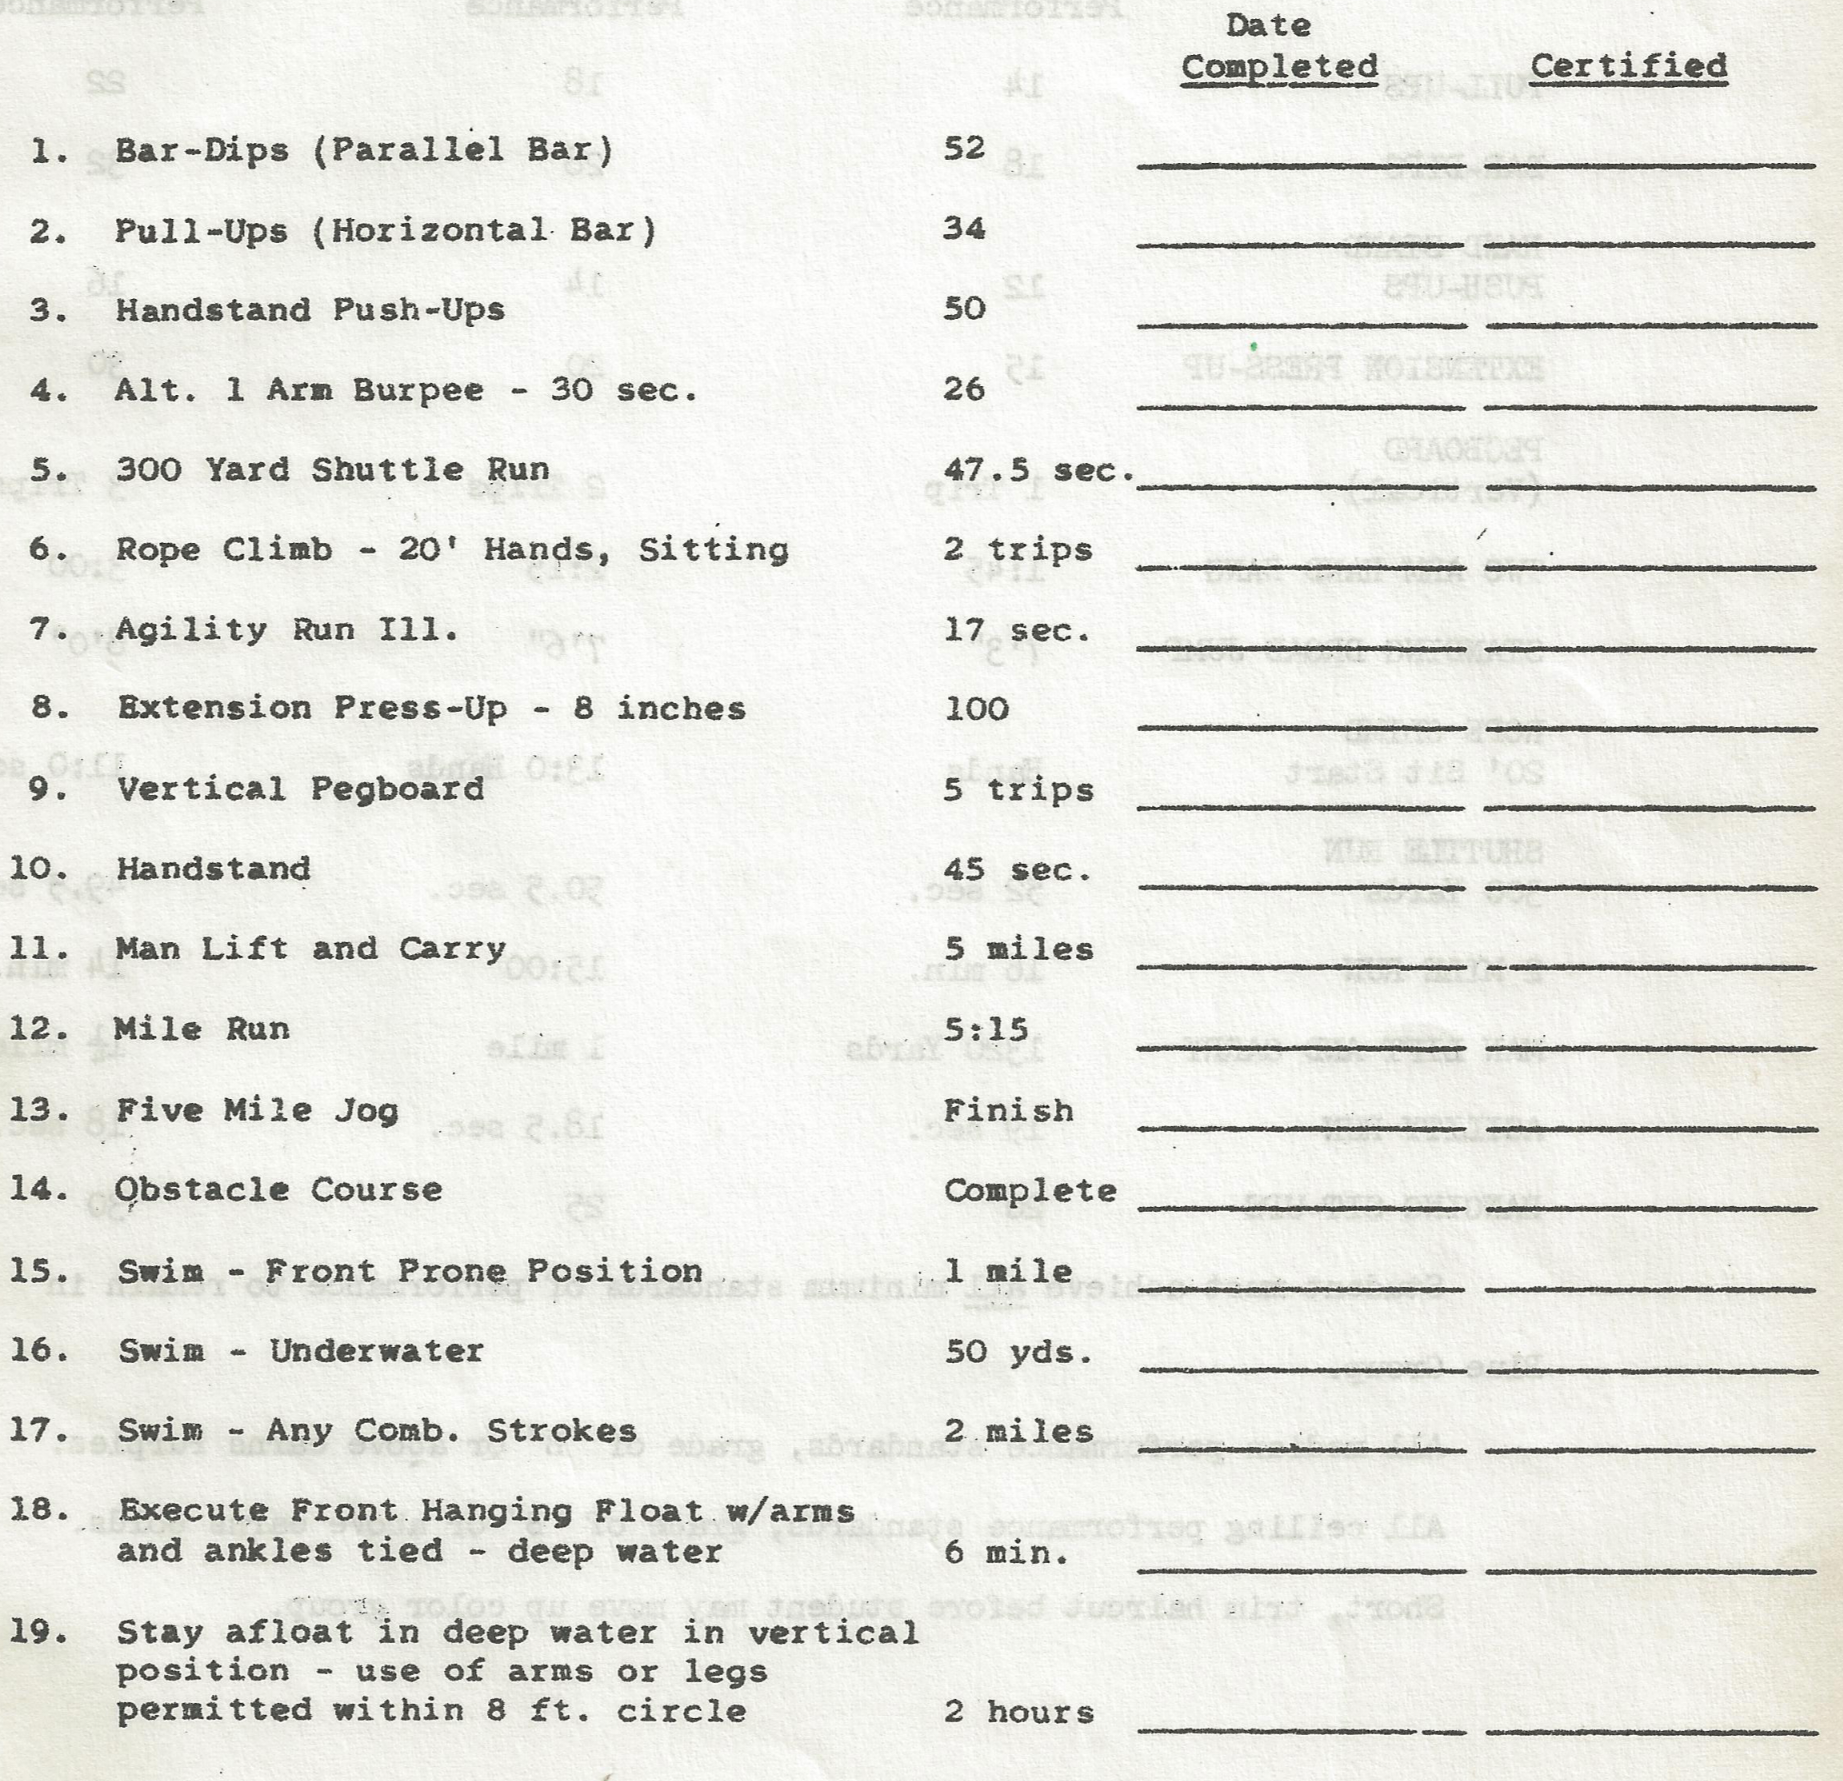 Date
Completed Certified
1. Bar-Dips (Parallel Bar) 52
2. Pull-Ups (Horizontal Bar) 34
3. Handstand Push-Ups 50
4. Alt. 1 Arm Burpee - 30 sec. 26
5. 300 Yard Shuttle Run 47.5 sec.
6. Rope Climb - 20' Hands, Sitting 2 trips
7. Agility Run Ill. 17 sec.
8. Extension Press-Up - 8 inches 100
9. Vertical Pegboard 5 trips
10. Handstand 45 sec.
11. Man Lift and Carry 5 miles
12. Mile Run 5:15
13. Five Mile Jog Finish
14. Obstacle Course Complete
15. Swim - Front Prone Position 1 mile
16. Swim - Underwater 50 yds.
17. Swim - Any Comb. Strokes 2 miles
18. Execute Front Hanging Float w/arms
and ankles tied - deep water 6 min.
19. Stay afloat in deep water in vertical
position - use of arms or legs
permitted within 8 ft. circle 2 hours